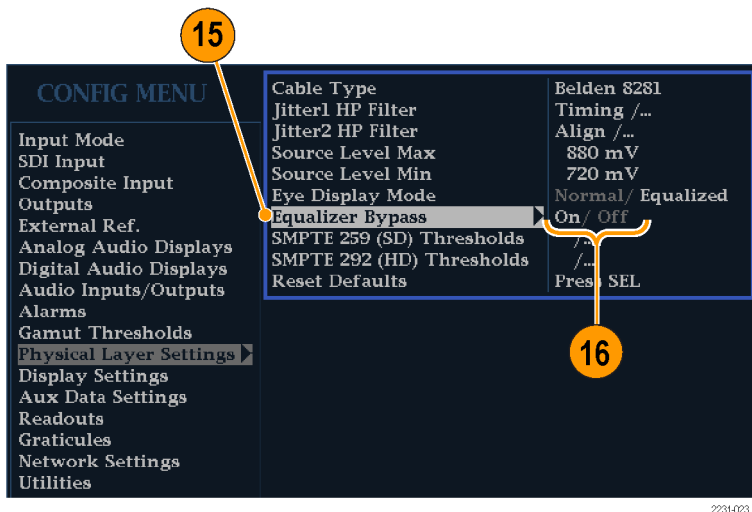 15
CONFIG MENU
Input Mode
SDI Input
Composite Input
Outputs
External Ref.
Analog Audio Displays
Digital Audio Displays
Audio Inputs/Outputs
Alarms
Gamut Thresholds
Physical Layer Settings
Display Settings
Aux Data Settings
Readouts
Graticules
Network Settings
Utilities
Cable Type Belden 8281
Jitter1 HP Filter Timing /...
Jitter2 HP Filter Align /...
Source Level Max 880 mV
Source Level Min 720 mV
Eye Display Mode Normal/ Equalized
Equalizer Bypass On/ Off
SMPTE 259 (SD) Thresholds /...
SMPTE 292 (HD) Thresholds /...
Reset Defaults Press SEL
16
2231-023